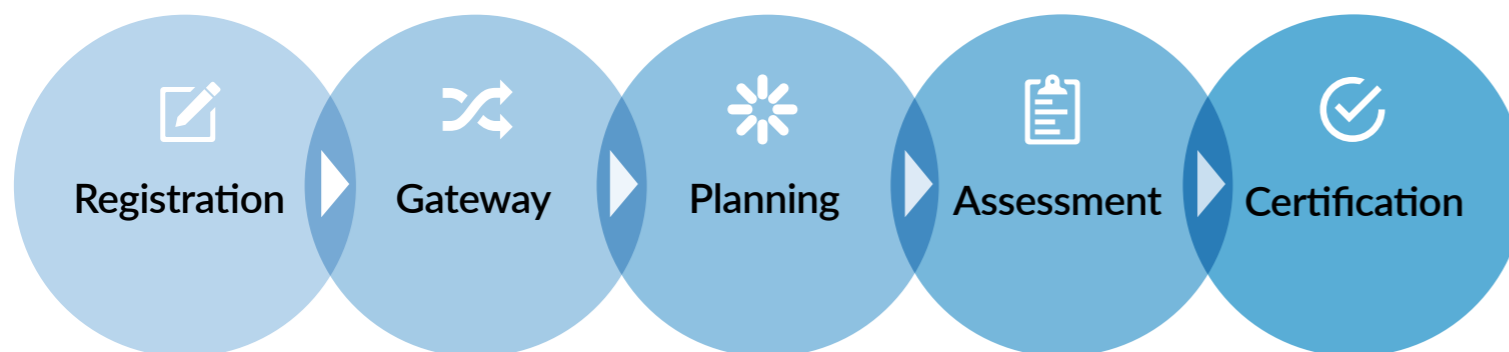 Registration
Gateway
Planning
Assessment
Certification